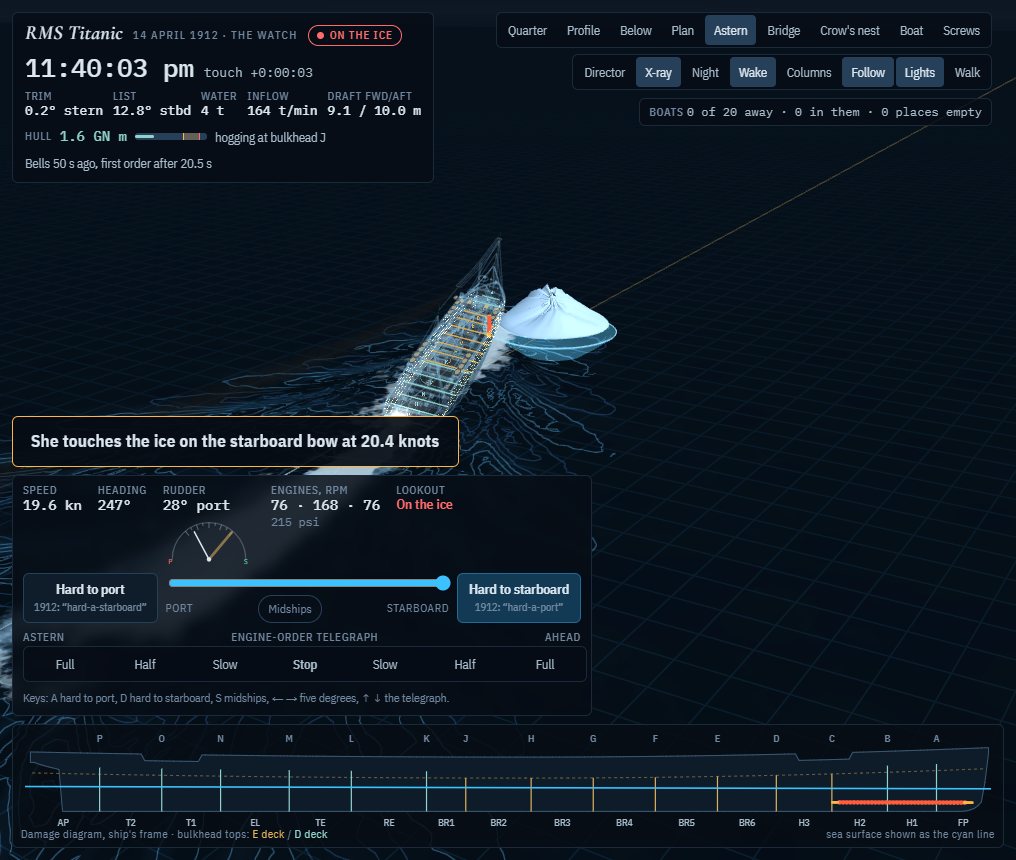 RMS Titanic 14 APRIL 1912 · THE WATCH ON THE ICE
11:40:03 pm touch +0:00:03
TRIM LIST WATER INFLOW DRAFT FWD/AFT
0.2° stern 12.8° stbd 4 t 164 t/min 9.1 / 10.0 m
HULL 1.6 GN m hogging at bulkhead J
Bells 50 s ago, first order after 20.5 s
Quarter Profile Below Plan Astern Bridge Crow's nest Boat Screws
Director X-ray Night Wake Columns Follow Lights Walk
BOATS 0 of 20 away · 0 in them · 0 places empty
She touches the ice on the starboard bow at 20.4 knots
SPEED HEADING RUDDER ENGINES, RPM LOOKOUT
19.6 kn 247° 28° port 76 · 168 · 76 On the ice
215 psi
P S
Hard to port
1912: “hard-a-starboard”
PORT Midships STARBOARD
Hard to starboard
1912: “hard-a-port”
ASTERN ENGINE-ORDER TELEGRAPH AHEAD
Full Half Slow Stop Slow Half Full
Keys: A hard to port, D hard to starboard, S midships, ← → five degrees, ↑ ↓ the telegraph.
P O N M L K J H G F E D C B A
AP T2 T1 EL TE RE BR1 BR2 BR3 BR4 BR5 BR6 H3 H2 H1 FP
Damage diagram, ship's frame · bulkhead tops: E deck / D deck
sea surface shown as the cyan line